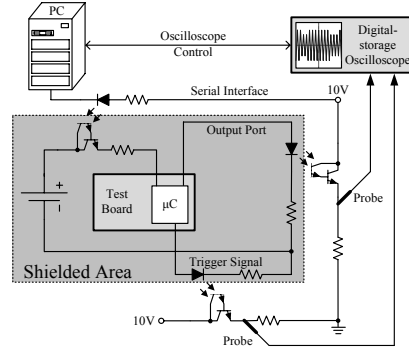 PC
Oscilloscope
Control
Digital-
storage
Oscilloscope
Serial Interface
10V
Output Port
Test
Board
µC
Probe
Trigger Signal
Shielded Area
10V
Probe
+